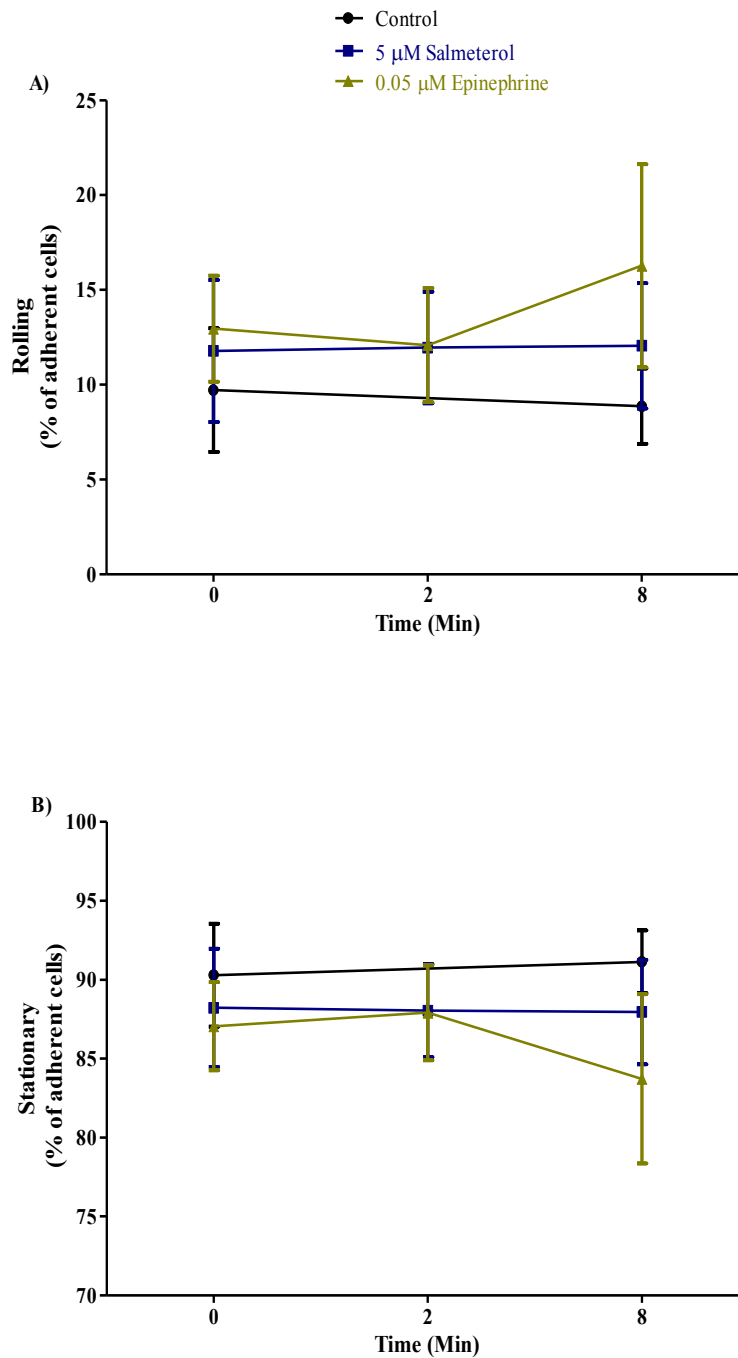 Control
5 μM Salmeterol
0.05 μM Epinephrine
A)
25
20
15
10
5
0
Rolling
(% of adherent cells)
0 2 8
Time (Min)
B)
100
95
90
85
80
75
70
Stationary
(% of adherent cells)
0 2 8
Time (Min)